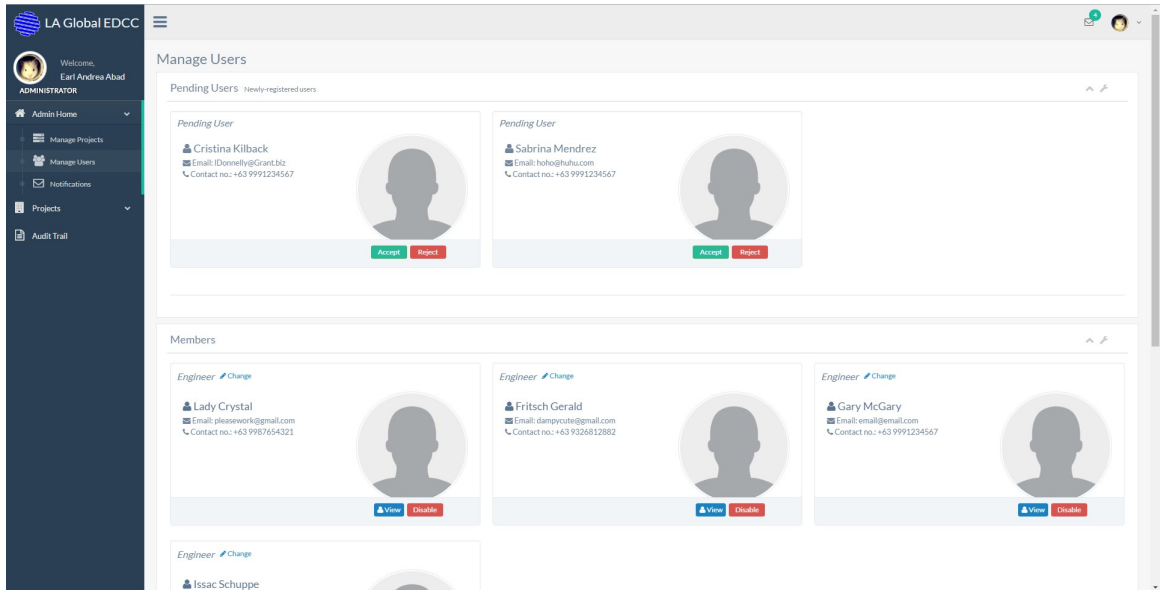 LA Global EDCC
4
Welcome,
Earl Andrea Abad
ADMINISTRATOR
Admin Home
Manage Projects
Manage Users
Notifications
Projects
Audit Trail
Manage Users
Pending Users Newly-registered users
Pending User
Cristina Kilback
Email: IDonnelly@Grant.biz
Contact no.: +63 9991234567
Accept Reject
Pending User
Sabrina Mendrez
Email: hoho@huhu.com
Contact no.: +63 9991234567
Accept Reject
Members
Engineer Change
Lady Crystal
Email: pleasework@gmail.com
Contact no.: +63 9987654321
View Disable
Engineer Change
Fritsch Gerald
Email: dampycute@gmail.com
Contact no.: +63 9326812882
View Disable
Engineer Change
Gary McGary
Email: email@email.com
Contact no.: +63 9991234567
View Disable
Engineer Change
Issac Schuppe